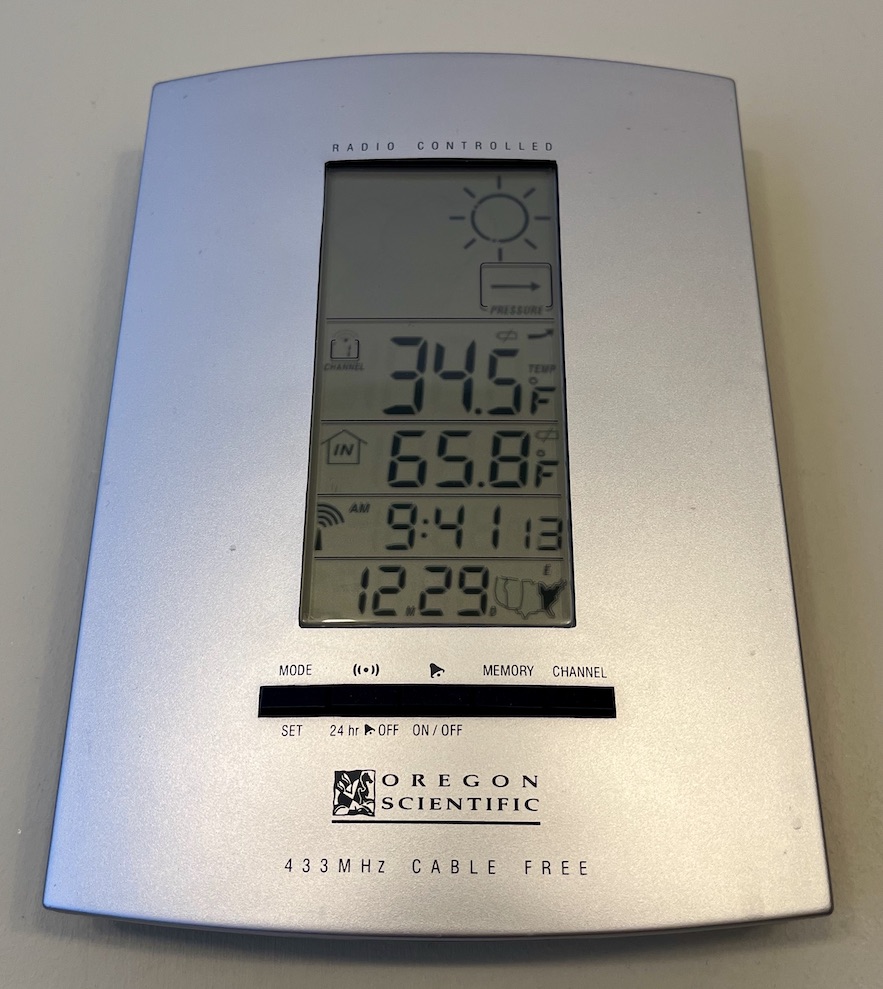 RADIO CONTROLLED
PRESSURE
1
CHANNEL
34.5 °F
TEMP
IN
65.8 °F
AM 9:41 13
12.29.
M D
E
MODE ((•)) MEMORY CHANNEL
SET 24 hr OFF ON / OFF
OREGON
SCIENTIFIC
433MHz CABLE FREE